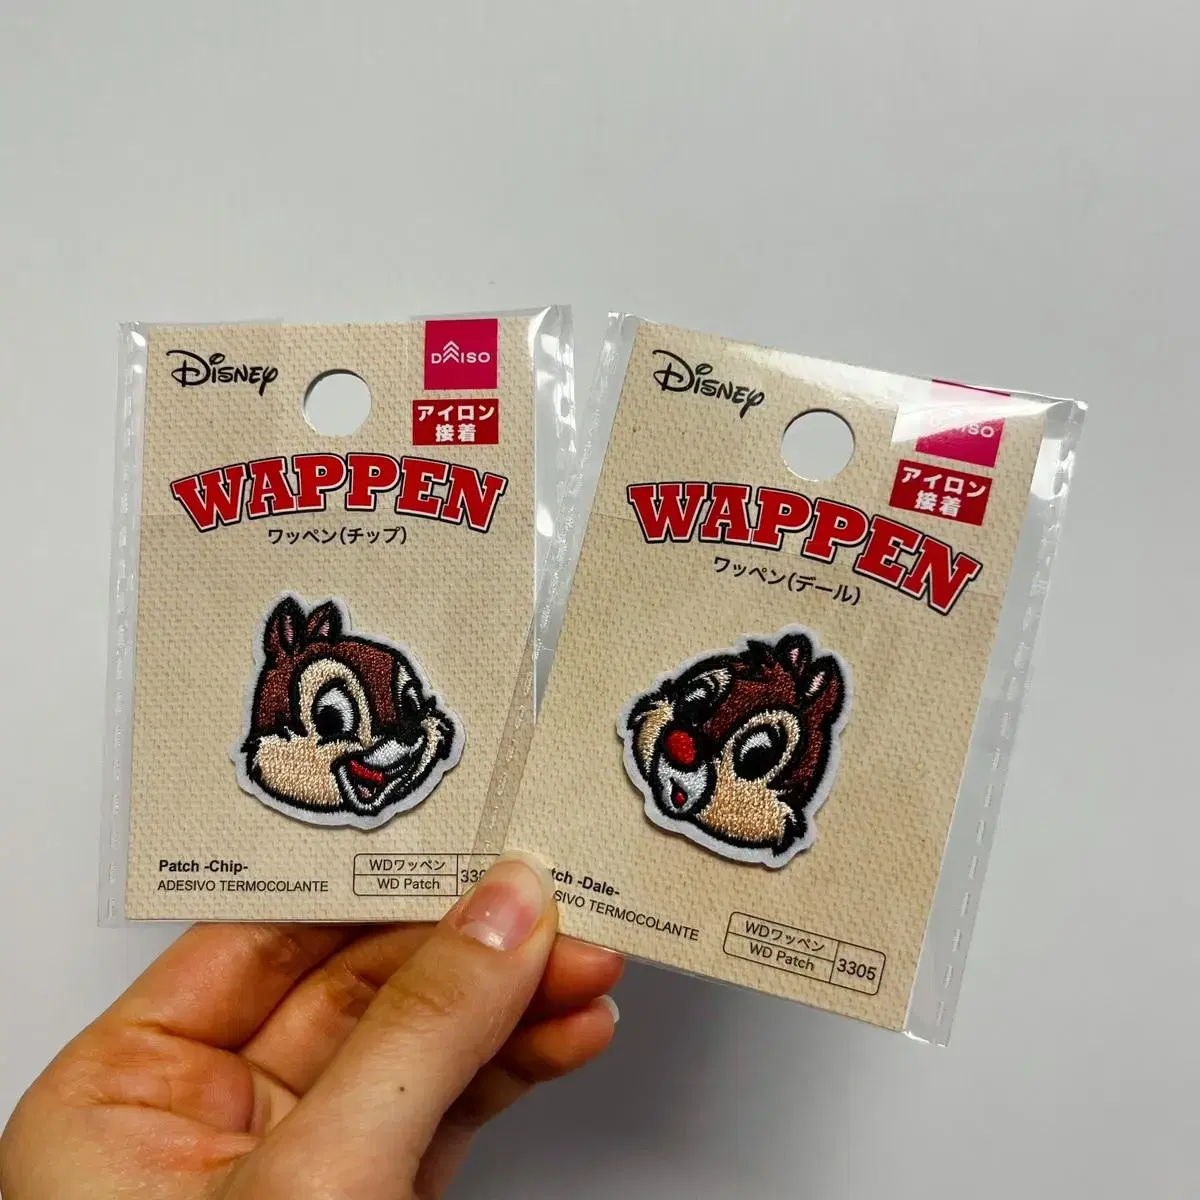 Disney
DAISO
アイロン
接着
WAPPEN
ワッペン(チップ)
Patch -Chip-
ADESIVO TERMOCOLANTE
WDワッペン
WD Patch
Disney
アイロン
接着
WAPPEN
ワッペン(デール)
-Dale-
TERMOCOLANTE
WDワッペン
WD Patch
3305